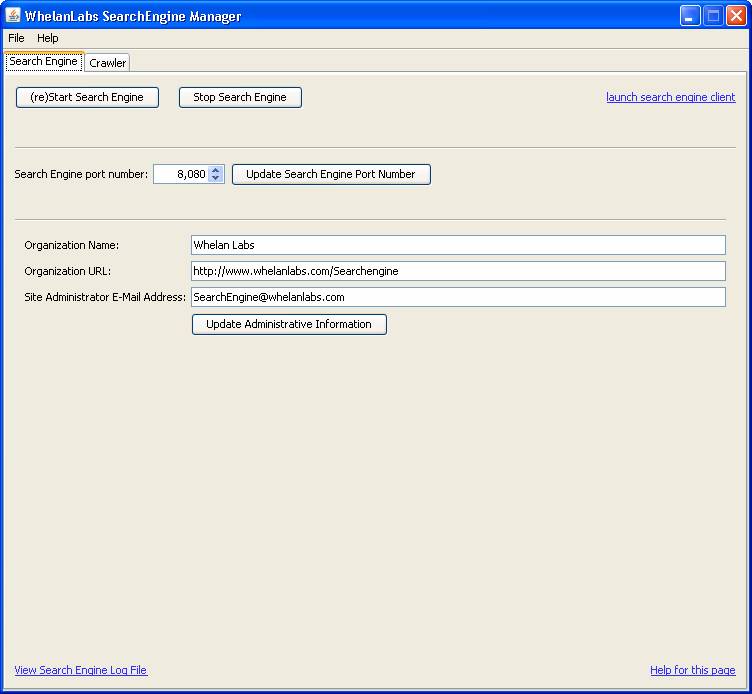 WhelanLabs SearchEngine Manager
File Help
Search Engine Crawler
(re)Start Search Engine Stop Search Engine launch search engine client
Search Engine port number: 8,080 Update Search Engine Port Number
Organization Name: Whelan Labs
Organization URL: http://www.whelanlabs.com/Searchengine
Site Administrator E-Mail Address: SearchEngine@whelanlabs.com
Update Administrative Information
View Search Engine Log File Help for this page